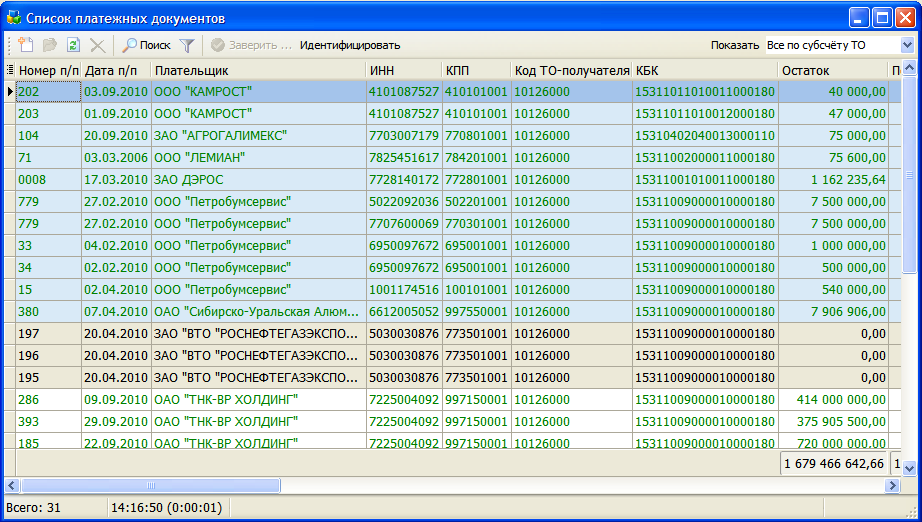 Список платежных документов
Поиск Заверить ... Идентифицировать Показать Все по субсчёту ТО
Номер п/п Дата п/п Плательщик ИНН КПП Код ТО-получателя КБК Остаток
202 03.09.2010 ООО "КАМРОСТ" 4101087527 410101001 10126000 15311011010011000180 40 000,00
203 01.09.2010 ООО "КАМРОСТ" 4101087527 410101001 10126000 15311011010012000180 47 000,00
104 20.09.2010 ЗАО "АГРОГАЛИМЕКС" 7703007179 770801001 10126000 15310402040013000110 75 000,00
71 03.03.2006 ООО "ЛЕМИАН" 7825451617 784201001 10126000 15311002000011000180 75 600,00
0008 17.03.2010 ЗАО ДЭРОС 7728140172 772801001 10126000 15311001010011000180 1 162 235,64
779 27.02.2010 ООО "Петробумсервис" 5022092036 502201001 10126000 15311009000010000180 7 500 000,00
779 27.02.2010 ООО "Петробумсервис" 7707600069 770301001 10126000 15311009000010000180 7 500 000,00
33 04.02.2010 ООО "Петробумсервис" 6950097672 695001001 10126000 15311009000010000180 1 000 000,00
34 02.02.2010 ООО "Петробумсервис" 6950097672 695001001 10126000 15311009000010000180 500 000,00
15 02.04.2010 ООО "Петробумсервис" 1001174516 100101001 10126000 15311009000010000180 540 000,00
380 07.04.2010 ОАО "Сибирско-Уральская Алюм... 6612005052 997550001 10126000 15311009000010000180 7 906 906,00
197 20.04.2010 ЗАО "ВТО "РОСНЕФТЕГАЗЭКСПО... 5030030876 773501001 10126000 15311009000010000180 0,00
196 20.04.2010 ЗАО "ВТО "РОСНЕФТЕГАЗЭКСПО... 5030030876 773501001 10126000 15311009000010000180 0,00
195 20.04.2010 ЗАО "ВТО "РОСНЕФТЕГАЗЭКСПО... 5030030876 773501001 10126000 15311009000010000180 0,00
286 09.09.2010 ОАО "ТНК-ВР ХОЛДИНГ" 7225004092 997150001 10126000 15311009000010000180 414 000 000,00
393 29.09.2010 ОАО "ТНК-ВР ХОЛДИНГ" 7225004092 997150001 10126000 15311009000010000180 375 905 500,00
185 22.09.2010 ОАО "ТНК-ВР ХОЛДИНГ" 7225004092 997150001 10126000 15311009000010000180 720 000 000,00
1 679 466 642,66
Всего: 31 14:16:50 (0:00:01)